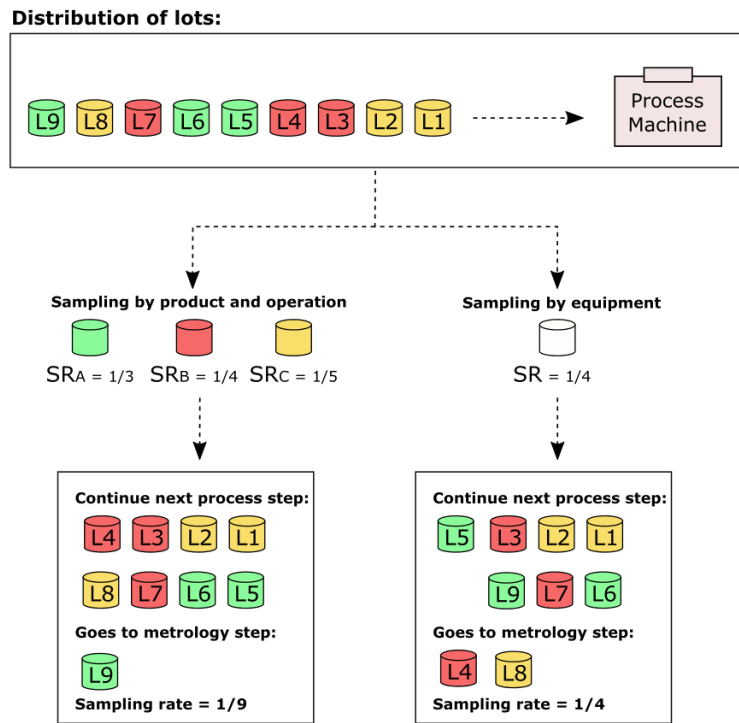 Distribution of lots:
L9 L8 L7 L6 L5 L4 L3 L2 L1
Process
Machine
Sampling by product and operation
SRA = 1/3 SRB = 1/4 SRC = 1/5
Sampling by equipment
SR = 1/4
Continue next process step:
L4 L3 L2 L1
L8 L7 L6 L5
Goes to metrology step:
L9
Sampling rate = 1/9
Continue next process step:
L5 L3 L2 L1
L9 L7 L6
Goes to metrology step:
L4 L8
Sampling rate = 1/4